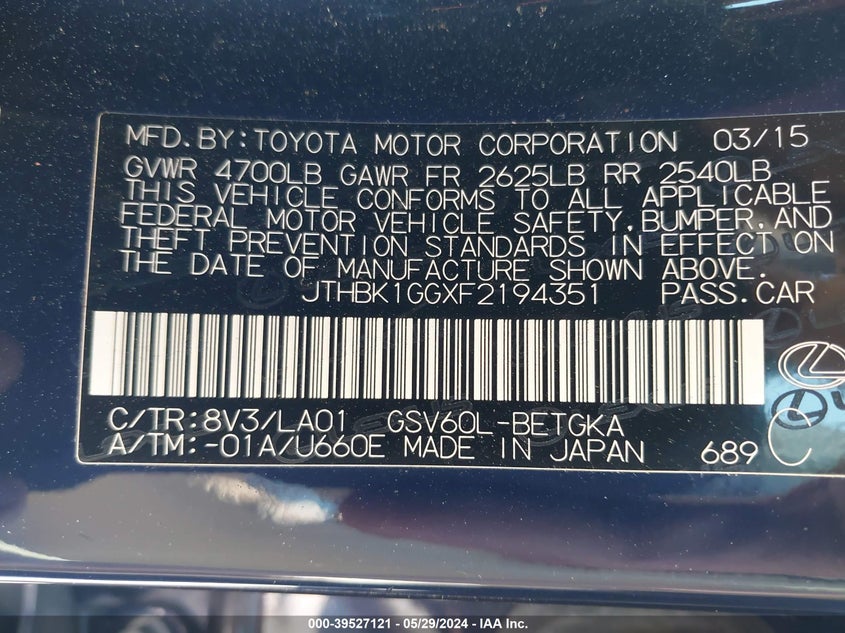 MFD.BY:TOYOTA MOTOR CORPORATION 03/15
GVWR 4700LB GAWR FR 2625LB RR 2540LB
THIS VEHICLE CONFORMS TO ALL APPLICABLE
FEDERAL MOTOR VEHICLE SAFETY,BUMPER,AND
THEFT PREVENTION STANDARDS IN EFFECT ON
THE DATE OF MANUFACTURE SHOWN ABOVE.
JTHBK1GGXF2194351 PASS.CAR
C/TR:8V3/LA01 GSV60L-BETGKA
A/TM:-01A/U660E MADE IN JAPAN 689 C
000-39527121 - 05/29/2024 - IAA Inc.